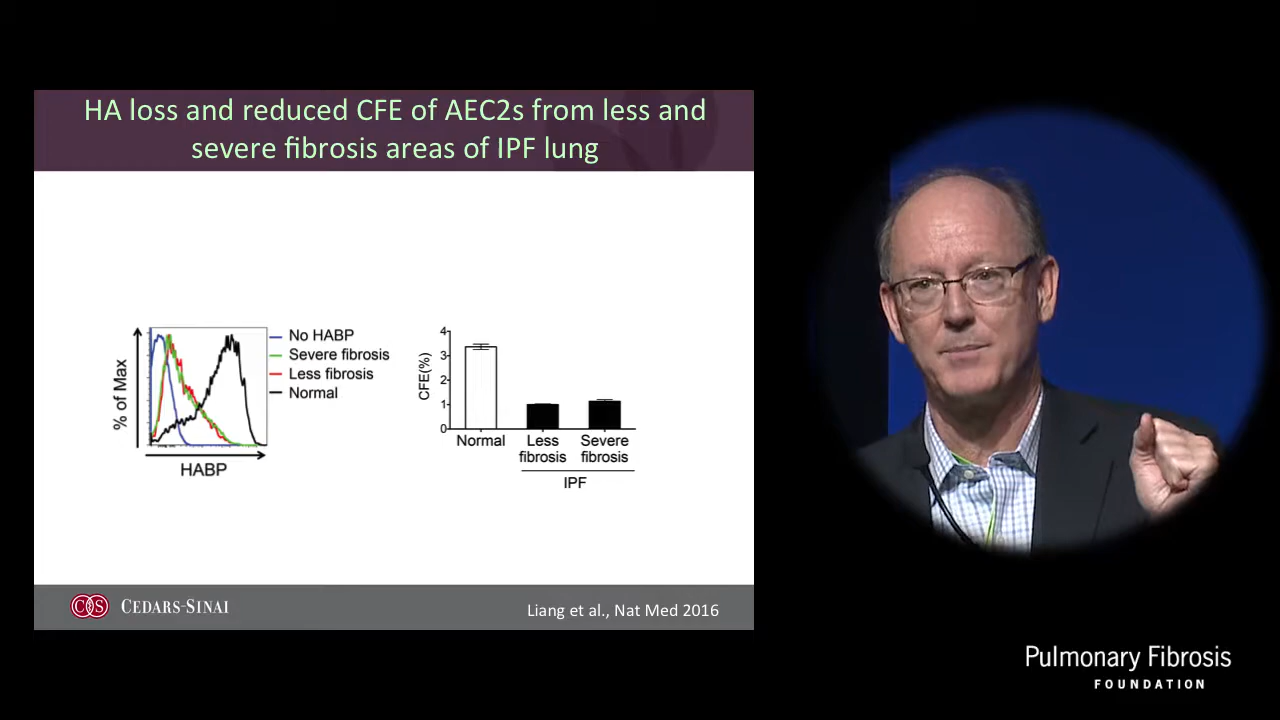 HA loss and reduced CFE of AEC2s from less and
severe fibrosis areas of IPF lung
% of Max
HABP
No HABP
Severe fibrosis
Less fibrosis
Normal
CFE(%)
4
3
2
1
0
Normal
Less
fibrosis
Severe
fibrosis
IPF
CS
CEDARS-SINAI
Liang et al., Nat Med 2016
Pulmonary Fibrosis
FOUNDATION